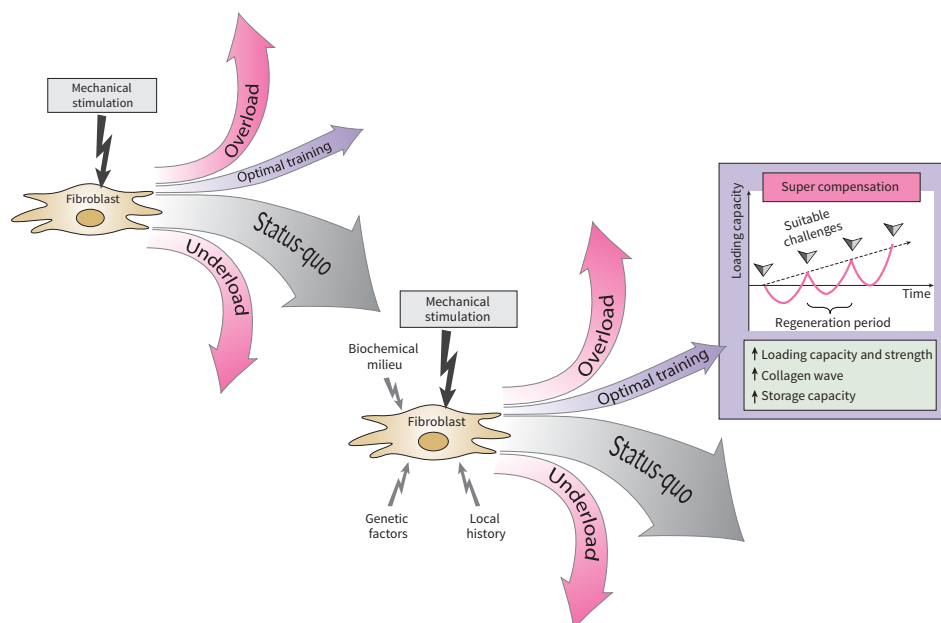 Mechanical
stimulation
Fibroblast
Overload
Optimal training
Status-quo
Underload
Mechanical
stimulation
Biochemical
milieu
Fibroblast
Genetic
factors
Local
history
Overload
Optimal training
Status-quo
Underload
Super compensation
Loading capacity
Suitable
challenges
Time
Regeneration period
Loading capacity and strength
Collagen wave
Storage capacity